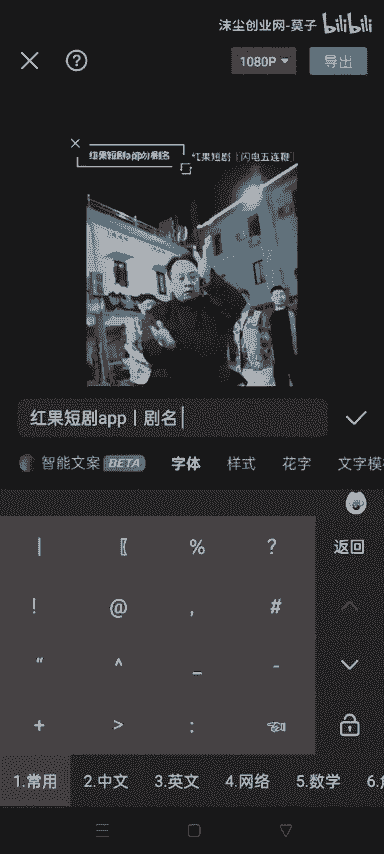 沫尘创业网-莫子 bilibili
1080P 导出
红果短剧app丨剧名
红果短剧丨闪电五连鞭
红果短剧app丨剧名
智能文案 BETA 字体 样式 花字 文字模
| 〖 % ? 返回
! @ , #
“ ^ _ -
+ > : ☜
1.常用 2.中文 3.英文 4.网络 5.数学 6.